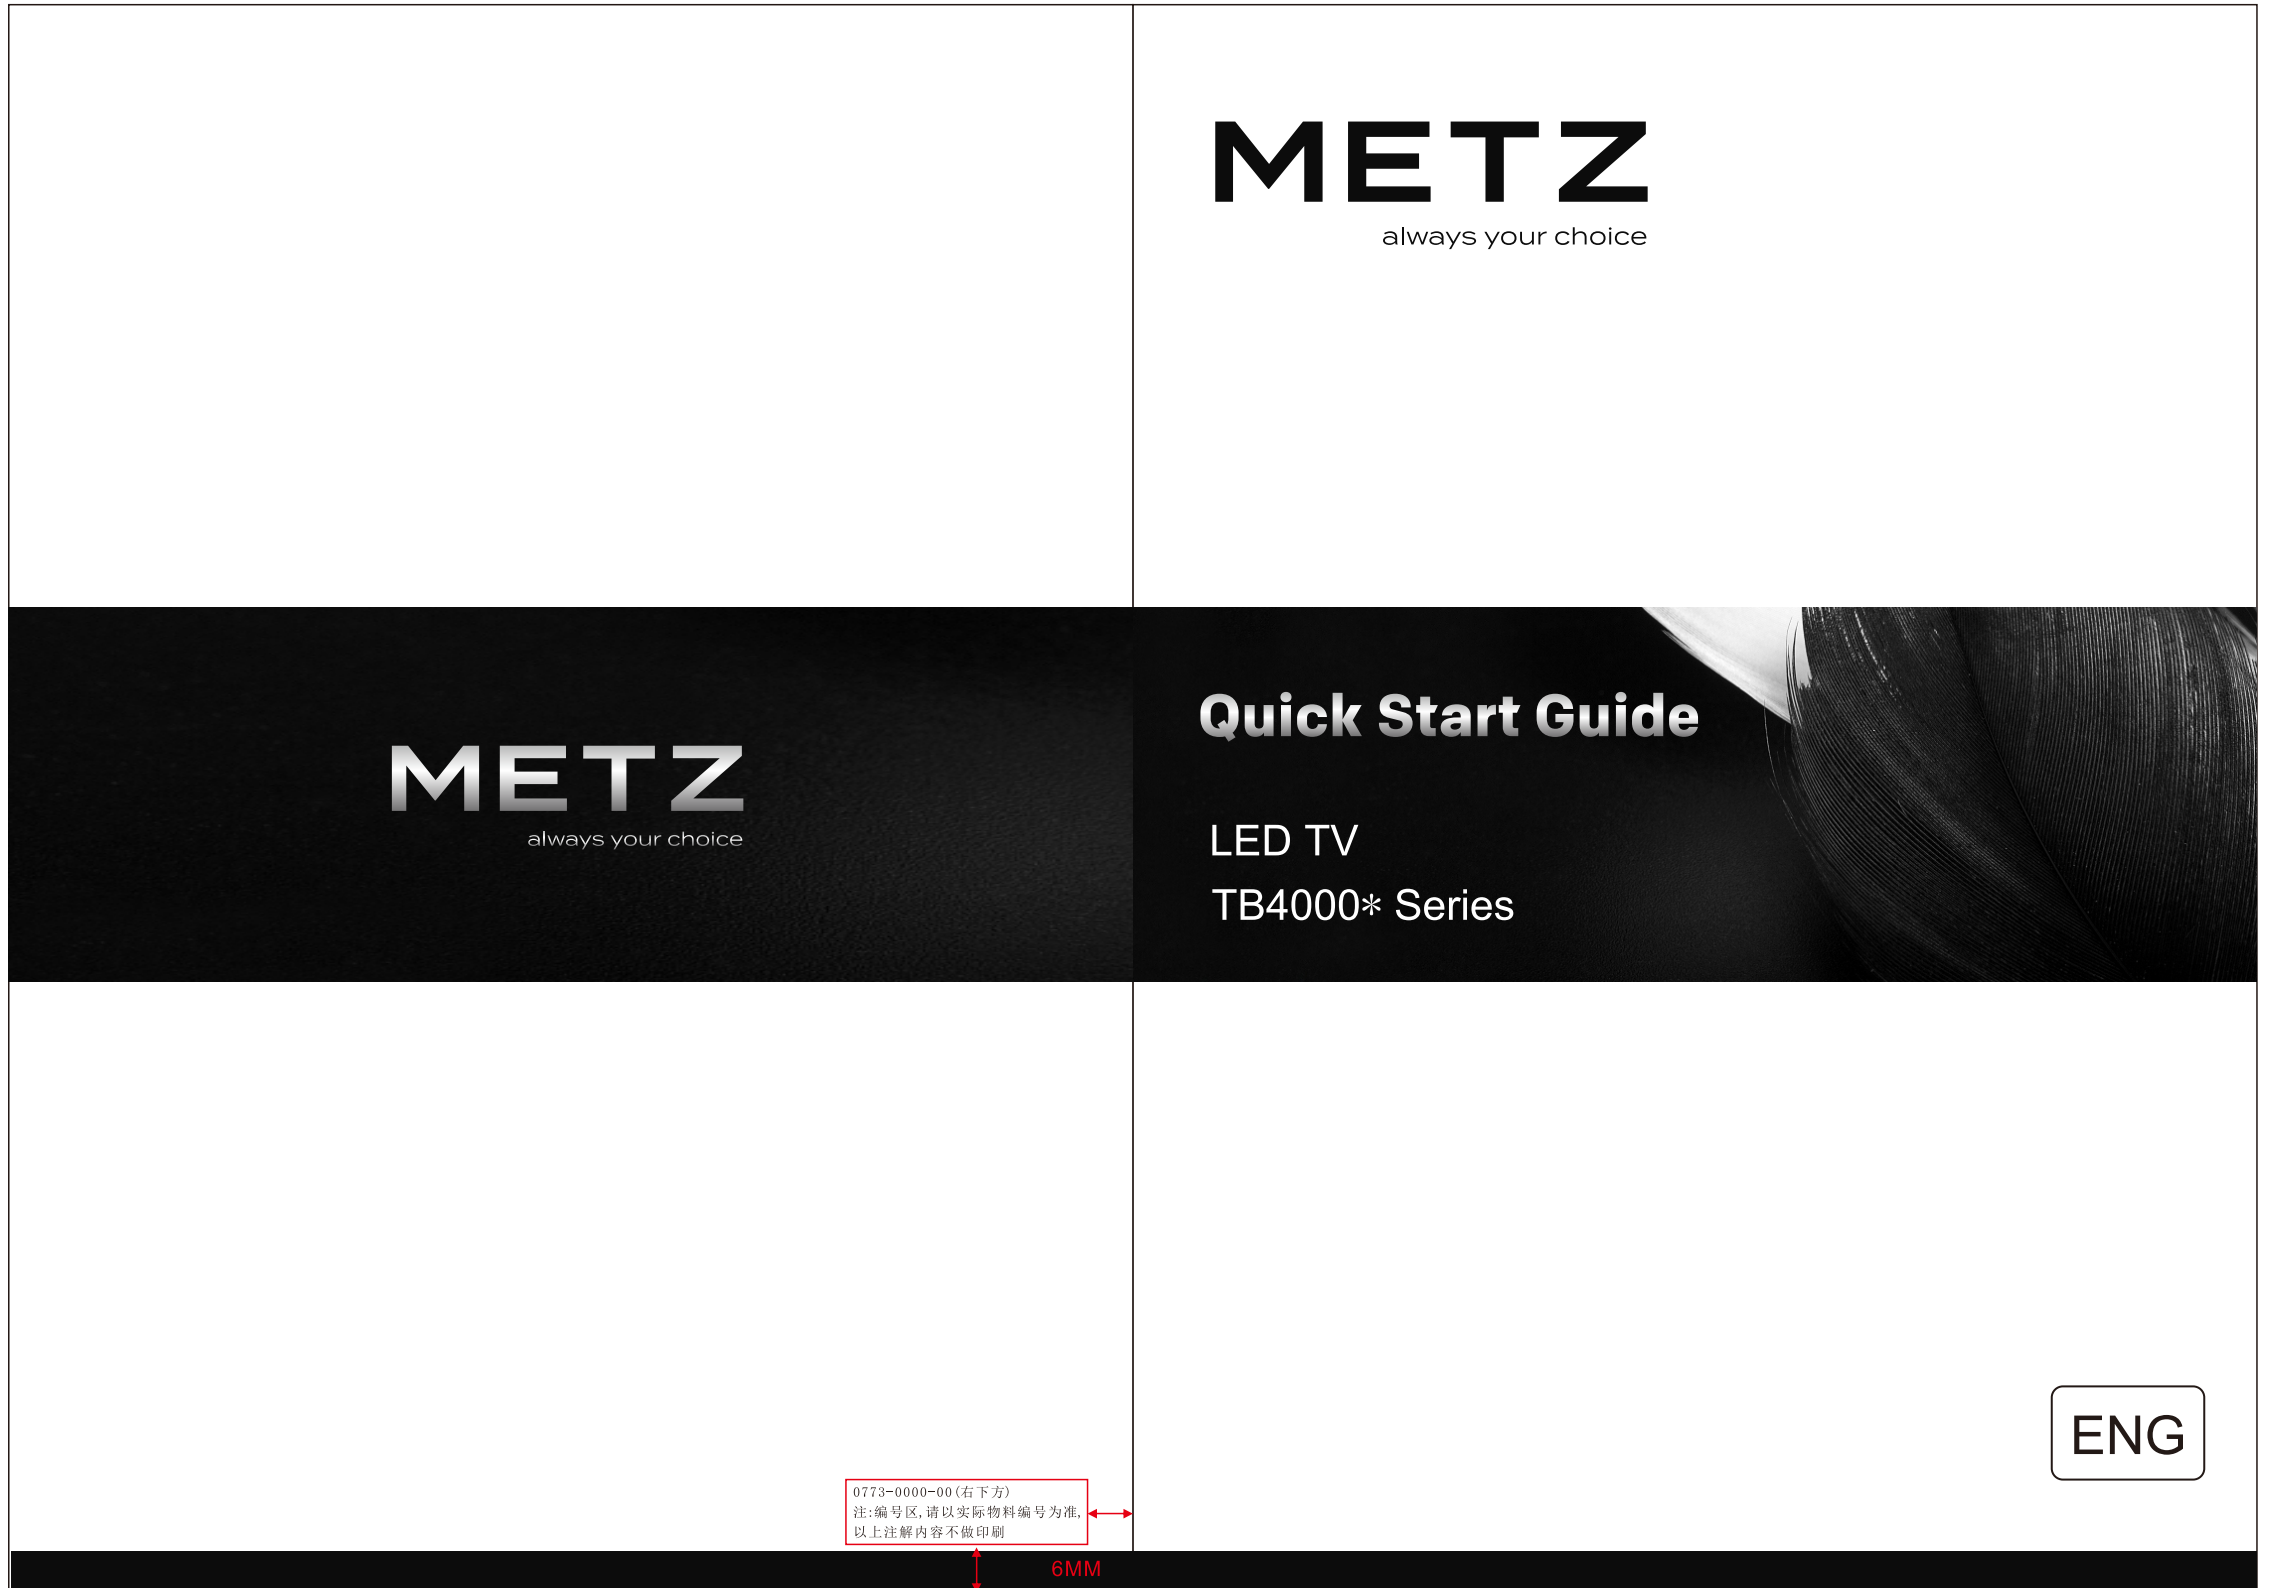 METZ
always your choice
METZ
always your choice
Quick Start Guide
LED TV
TB4000* Series
ENG
0773-0000-00(右下方)
注:编号区,请以实际物料编号为准,
以上注解内容不做印刷
6MM